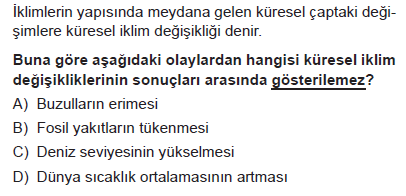 İklimlerin yapısında meydana gelen küresel çaptaki deği-
şimlere küresel iklim değişikliği denir.
Buna göre aşağıdaki olaylardan hangisi küresel iklim
değişikliklerinin sonuçları arasında gösterilemez?
A) Buzulların erimesi
B) Fosil yakıtların tükenmesi
C) Deniz seviyesinin yükselmesi
D) Dünya sıcaklık ortalamasının artması